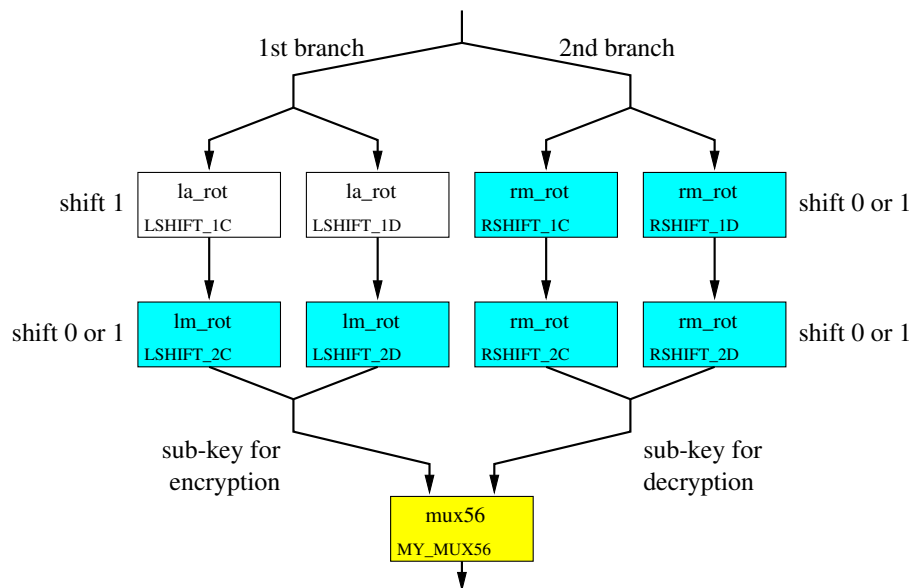 1st branch
2nd branch
shift 1
la_rot
LSHIFT_1C
la_rot
LSHIFT_1D
rm_rot
RSHIFT_1C
rm_rot
RSHIFT_1D
shift 0 or 1
shift 0 or 1
lm_rot
LSHIFT_2C
lm_rot
LSHIFT_2D
rm_rot
RSHIFT_2C
rm_rot
RSHIFT_2D
shift 0 or 1
sub-key for
encryption
sub-key for
decryption
mux56
MY_MUX56